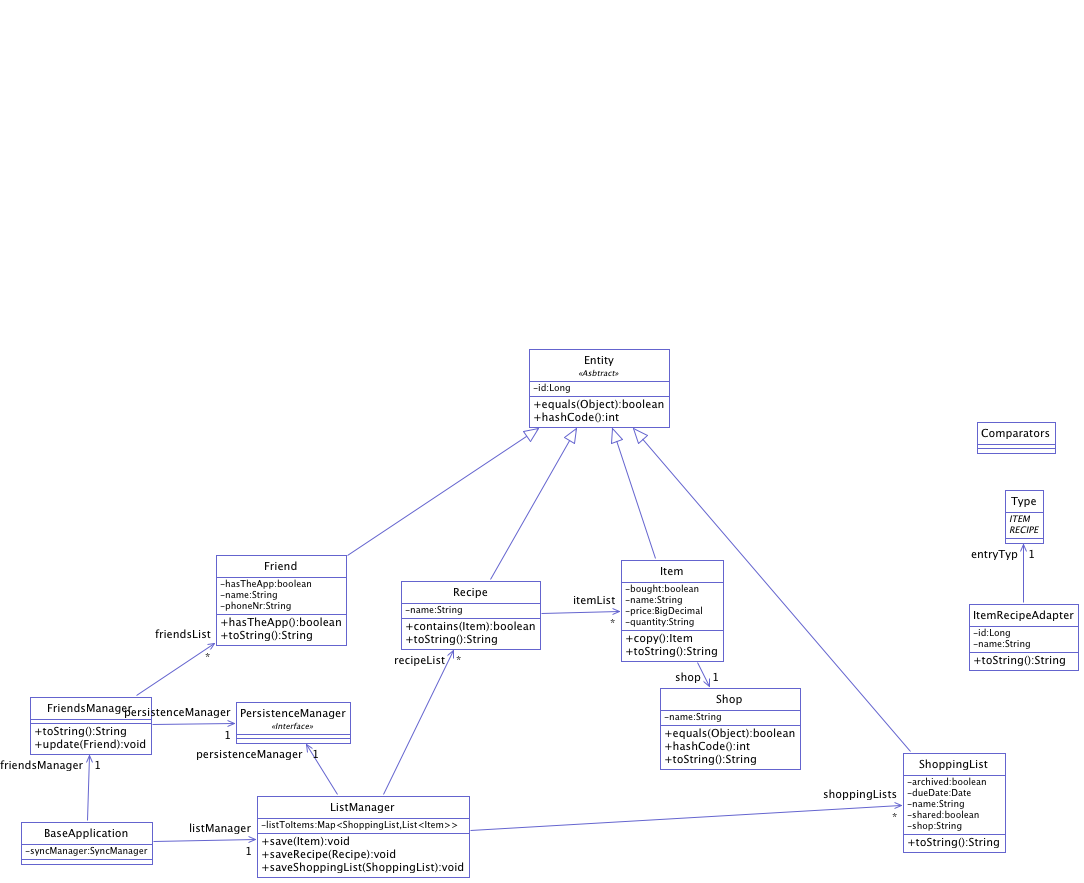 Entity
«Asbtract»
-id:Long
+equals(Object):boolean
+hashCode():int
Comparators
Type
ITEM
RECIPE
entryTyp
1
ItemRecipeAdapter
-id:Long
-name:String
+toString():String
Friend
-hasTheApp:boolean
-name:String
-phoneNr:String
+hasTheApp():boolean
+toString():String
Recipe
-name:String
+contains(Item):boolean
+toString():String
itemList
*
Item
-bought:boolean
-name:String
-price:BigDecimal
-quantity:String
+copy():Item
+toString():String
friendsList
*
recipeList
*
shop
1
Shop
-name:String
+equals(Object):boolean
+hashCode():int
+toString():String
FriendsManager
+toString():String
+update(Friend):void
persistenceManager
1
PersistenceManager
«Interface»
persistenceManager
1
friendsManager
1
ShoppingList
-archived:boolean
-dueDate:Date
-name:String
-shared:boolean
-shop:String
+toString():String
shoppingLists
*
BaseApplication
-syncManager:SyncManager
listManager
1
ListManager
-listToItems:Map<ShoppingList,List<Item>>
+save(Item):void
+saveRecipe(Recipe):void
+saveShoppingList(ShoppingList):void